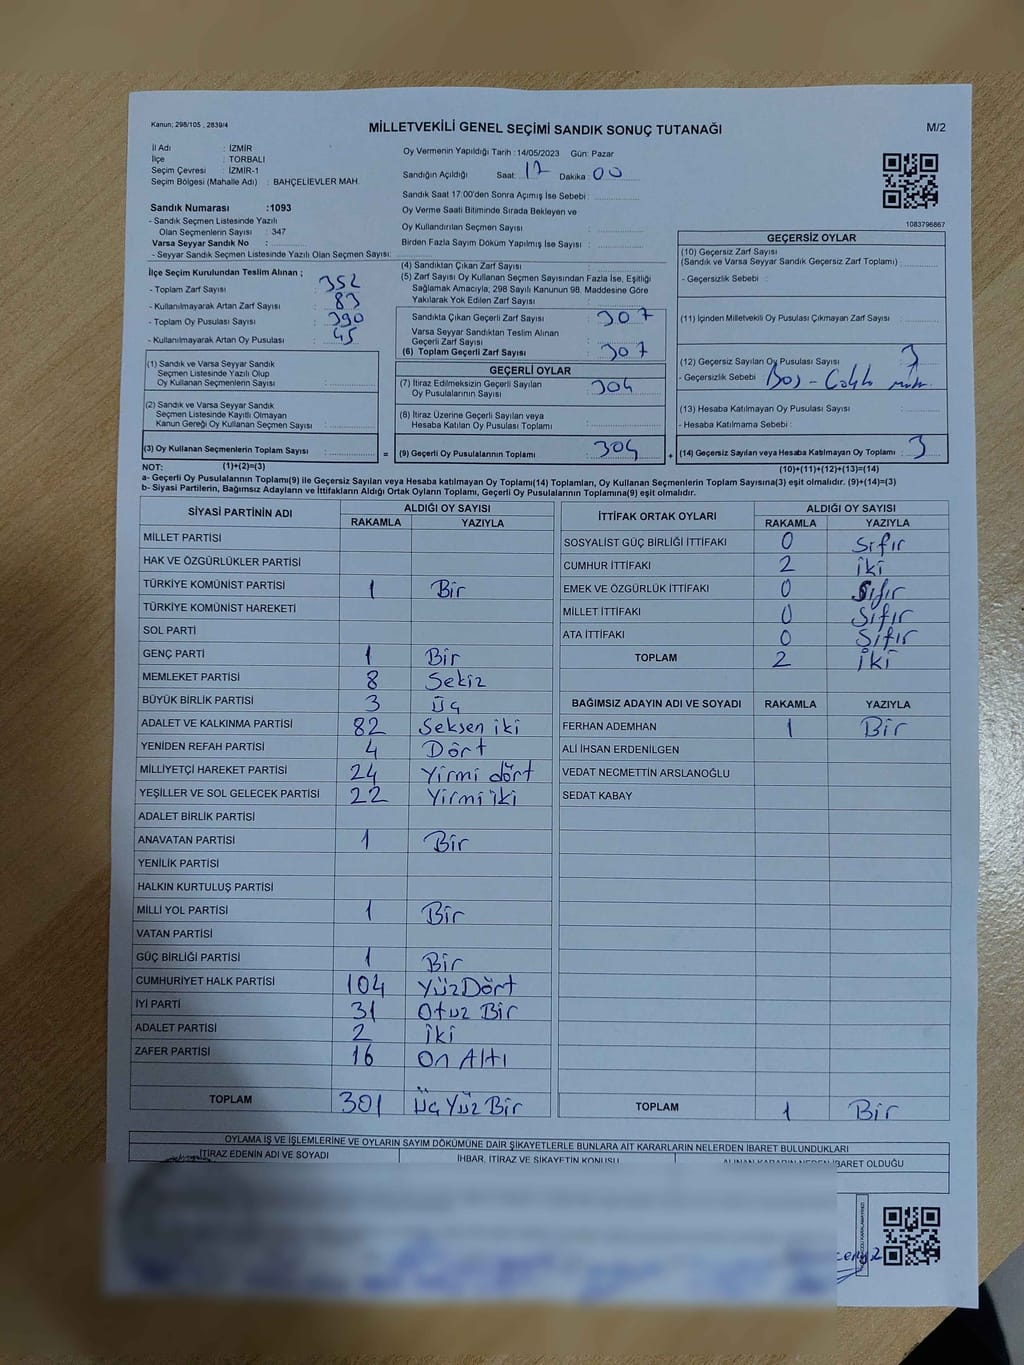 Kanun; 298/105 , 2839/4
MİLLETVEKİLİ GENEL SEÇİMİ SANDIK SONUÇ TUTANAĞI
M/2
İl Adı : İZMİR
İlçe : TORBALI
Seçim Çevresi : İZMİR-1
Seçim Bölgesi (Mahalle Adı) : BAHÇELİEVLER MAH.
Sandık Numarası :1093
- Sandık Seçmen Listesinde Yazılı
Olan Seçmenlerin Sayısı : 347
Varsa Seyyar Sandık No :
- Seyyar Sandık Seçmen Listesinde Yazılı Olan Seçmen Sayısı:
İlçe Seçim Kurulundan Teslim Alınan ;
- Toplam Zarf Sayısı : 352
- Kullanılmayarak Artan Zarf Sayısı : 83
- Toplam Oy Pusulası Sayısı : 390
- Kullanılmayarak Artan Oy Pusulası : 45
Oy Vermenin Yapıldığı Tarih :14/05/2023 Gün: Pazar
Sandığın Açıldığı Saat: 17 Dakika : 00
Sandık Saat 17:00'den Sonra Açımış İse Sebebi :
Oy Verme Saati Bitiminde Sırada Bekleyen ve
Oy Kullandırılan Seçmen Sayısı :
Birden Fazla Sayım Döküm Yapılmış İse Sayısı :
(4) Sandıktan Çıkan Zarf Sayısı :
(5) Zarf Sayısı Oy Kullanan Seçmen Sayısından Fazla İse, Eşitliği
Sağlamak Amacıyla, 298 Sayılı Kanunun 98. Maddesine Göre
Yakılarak Yok Edilen Zarf Sayısı :
Sandıkta Çıkan Geçerli Zarf Sayısı : 307
Varsa Seyyar Sandıktan Teslim Alınan
Geçerli Zarf Sayısı :
(6) Toplam Geçerli Zarf Sayısı : 307
1083796667
GEÇERSİZ OYLAR
(10) Geçersiz Zarf Sayısı
(Sandık ve Varsa Seyyar Sandık Geçersiz Zarf Toplamı) :
- Geçersizlik Sebebi :
(11) İçinden Milletvekili Oy Pusulası Çıkmayan Zarf Sayısı :
(12) Geçersiz Sayılan Oy Pusulası Sayısı : 3
- Geçersizlik Sebebi : Boş -
(13) Hesaba Katılmayan Oy Pusulası Sayısı :
- Hesaba Katılmama Sebebi :
(14) Geçersiz Sayılan veya Hesaba Katılmayan Oy Toplamı : 3
(10)+(11)+(12)+(13)=(14)
(1) Sandık ve Varsa Seyyar Sandık
Seçmen Listesinde Yazılı Olup
Oy Kullanan Seçmenlerin Sayısı :
(2) Sandık ve Varsa Seyyar Sandık
Seçmen Listesinde Kayıtlı Olmayan
Kanun Gereği Oy Kullanan Seçmen Sayısı :
(3) Oy Kullanan Seçmenlerin Toplam Sayısı : =
(1)+(2)=(3)
GEÇERLİ OYLAR
(7) İtiraz Edilmeksizin Geçerli Sayılan
Oy Pusulalarının Sayısı : 304
(8) İtiraz Üzerine Geçerli Sayılan veya
Hesaba Katılan Oy Pusulası Toplamı :
(9) Geçerli Oy Pusulalarının Toplamı : 304 +
NOT:
a- Geçerli Oy Pusulalarının Toplamı(9) ile Geçersiz Sayılan veya Hesaba katılmayan Oy Toplamı(14) Toplamları, Oy Kullanan Seçmenlerin Toplam Sayısına(3) eşit olmalıdır. (9)+(14)=(3)
b- Siyasi Partilerin, Bağımsız Adayların ve İttifakların Aldığı Ortak Oyların Toplamı, Geçerli Oy Pusulalarının Toplamına(9) eşit olmalıdır.
SİYASİ PARTİNİN ADI ALDIĞI OY SAYISI
RAKAMLA YAZIYLA
MİLLET PARTİSİ
HAK VE ÖZGÜRLÜKLER PARTİSİ
TÜRKİYE KOMÜNİST PARTİSİ 1 Bir
TÜRKİYE KOMÜNİST HAREKETİ
SOL PARTİ
GENÇ PARTİ 1 Bir
MEMLEKET PARTİSİ 8 Sekiz
BÜYÜK BİRLİK PARTİSİ 3 Üç
ADALET VE KALKINMA PARTİSİ 82 Seksen iki
YENİDEN REFAH PARTİSİ 4 Dört
MİLLİYETÇİ HAREKET PARTİSİ 24 Yirmi dört
YEŞİLLER VE SOL GELECEK PARTİSİ 22 Yirmi iki
ADALET BİRLİK PARTİSİ
ANAVATAN PARTİSİ 1 Bir
YENİLİK PARTİSİ
HALKIN KURTULUŞ PARTİSİ
MİLLİ YOL PARTİSİ 1 Bir
VATAN PARTİSİ
GÜÇ BİRLİĞİ PARTİSİ 1 Bir
CUMHURİYET HALK PARTİSİ 104 YüzDört
İYİ PARTİ 31 Otuz Bir
ADALET PARTİSİ 2 İki
ZAFER PARTİSİ 16 On Altı
TOPLAM 301 Üç Yüz Bir
İTTİFAK ORTAK OYLARI ALDIĞI OY SAYISI
RAKAMLA YAZIYLA
SOSYALİST GÜÇ BİRLİĞİ İTTİFAKI 0 Sıfır
CUMHUR İTTİFAKI 2 İki
EMEK VE ÖZGÜRLÜK İTTİFAKI 0 Sıfır
MİLLET İTTİFAKI 0 Sıfır
ATA İTTİFAKI 0 Sıfır
TOPLAM 2 İki
BAĞIMSIZ ADAYIN ADI VE SOYADI RAKAMLA YAZIYLA
FERHAN ADEMHAN 1 Bir
ALİ İHSAN ERDENİLGEN
VEDAT NECMETTİN ARSLANOĞLU
SEDAT KABAY
TOPLAM 1 Bir
OYLAMA İŞ VE İŞLEMLERİNE VE OYLARIN SAYIM DÖKÜMÜNE DAİR ŞİKAYETLERLE BUNLARA AİT KARARLARIN NELERDEN İBARET BULUNDUKLARI
İTİRAZ EDENİN ADI VE SOYADI İHBAR, İTİRAZ VE ŞİKAYETİN KONUSU ALINAN KARARIN NEDEN İBARET OLDUĞU